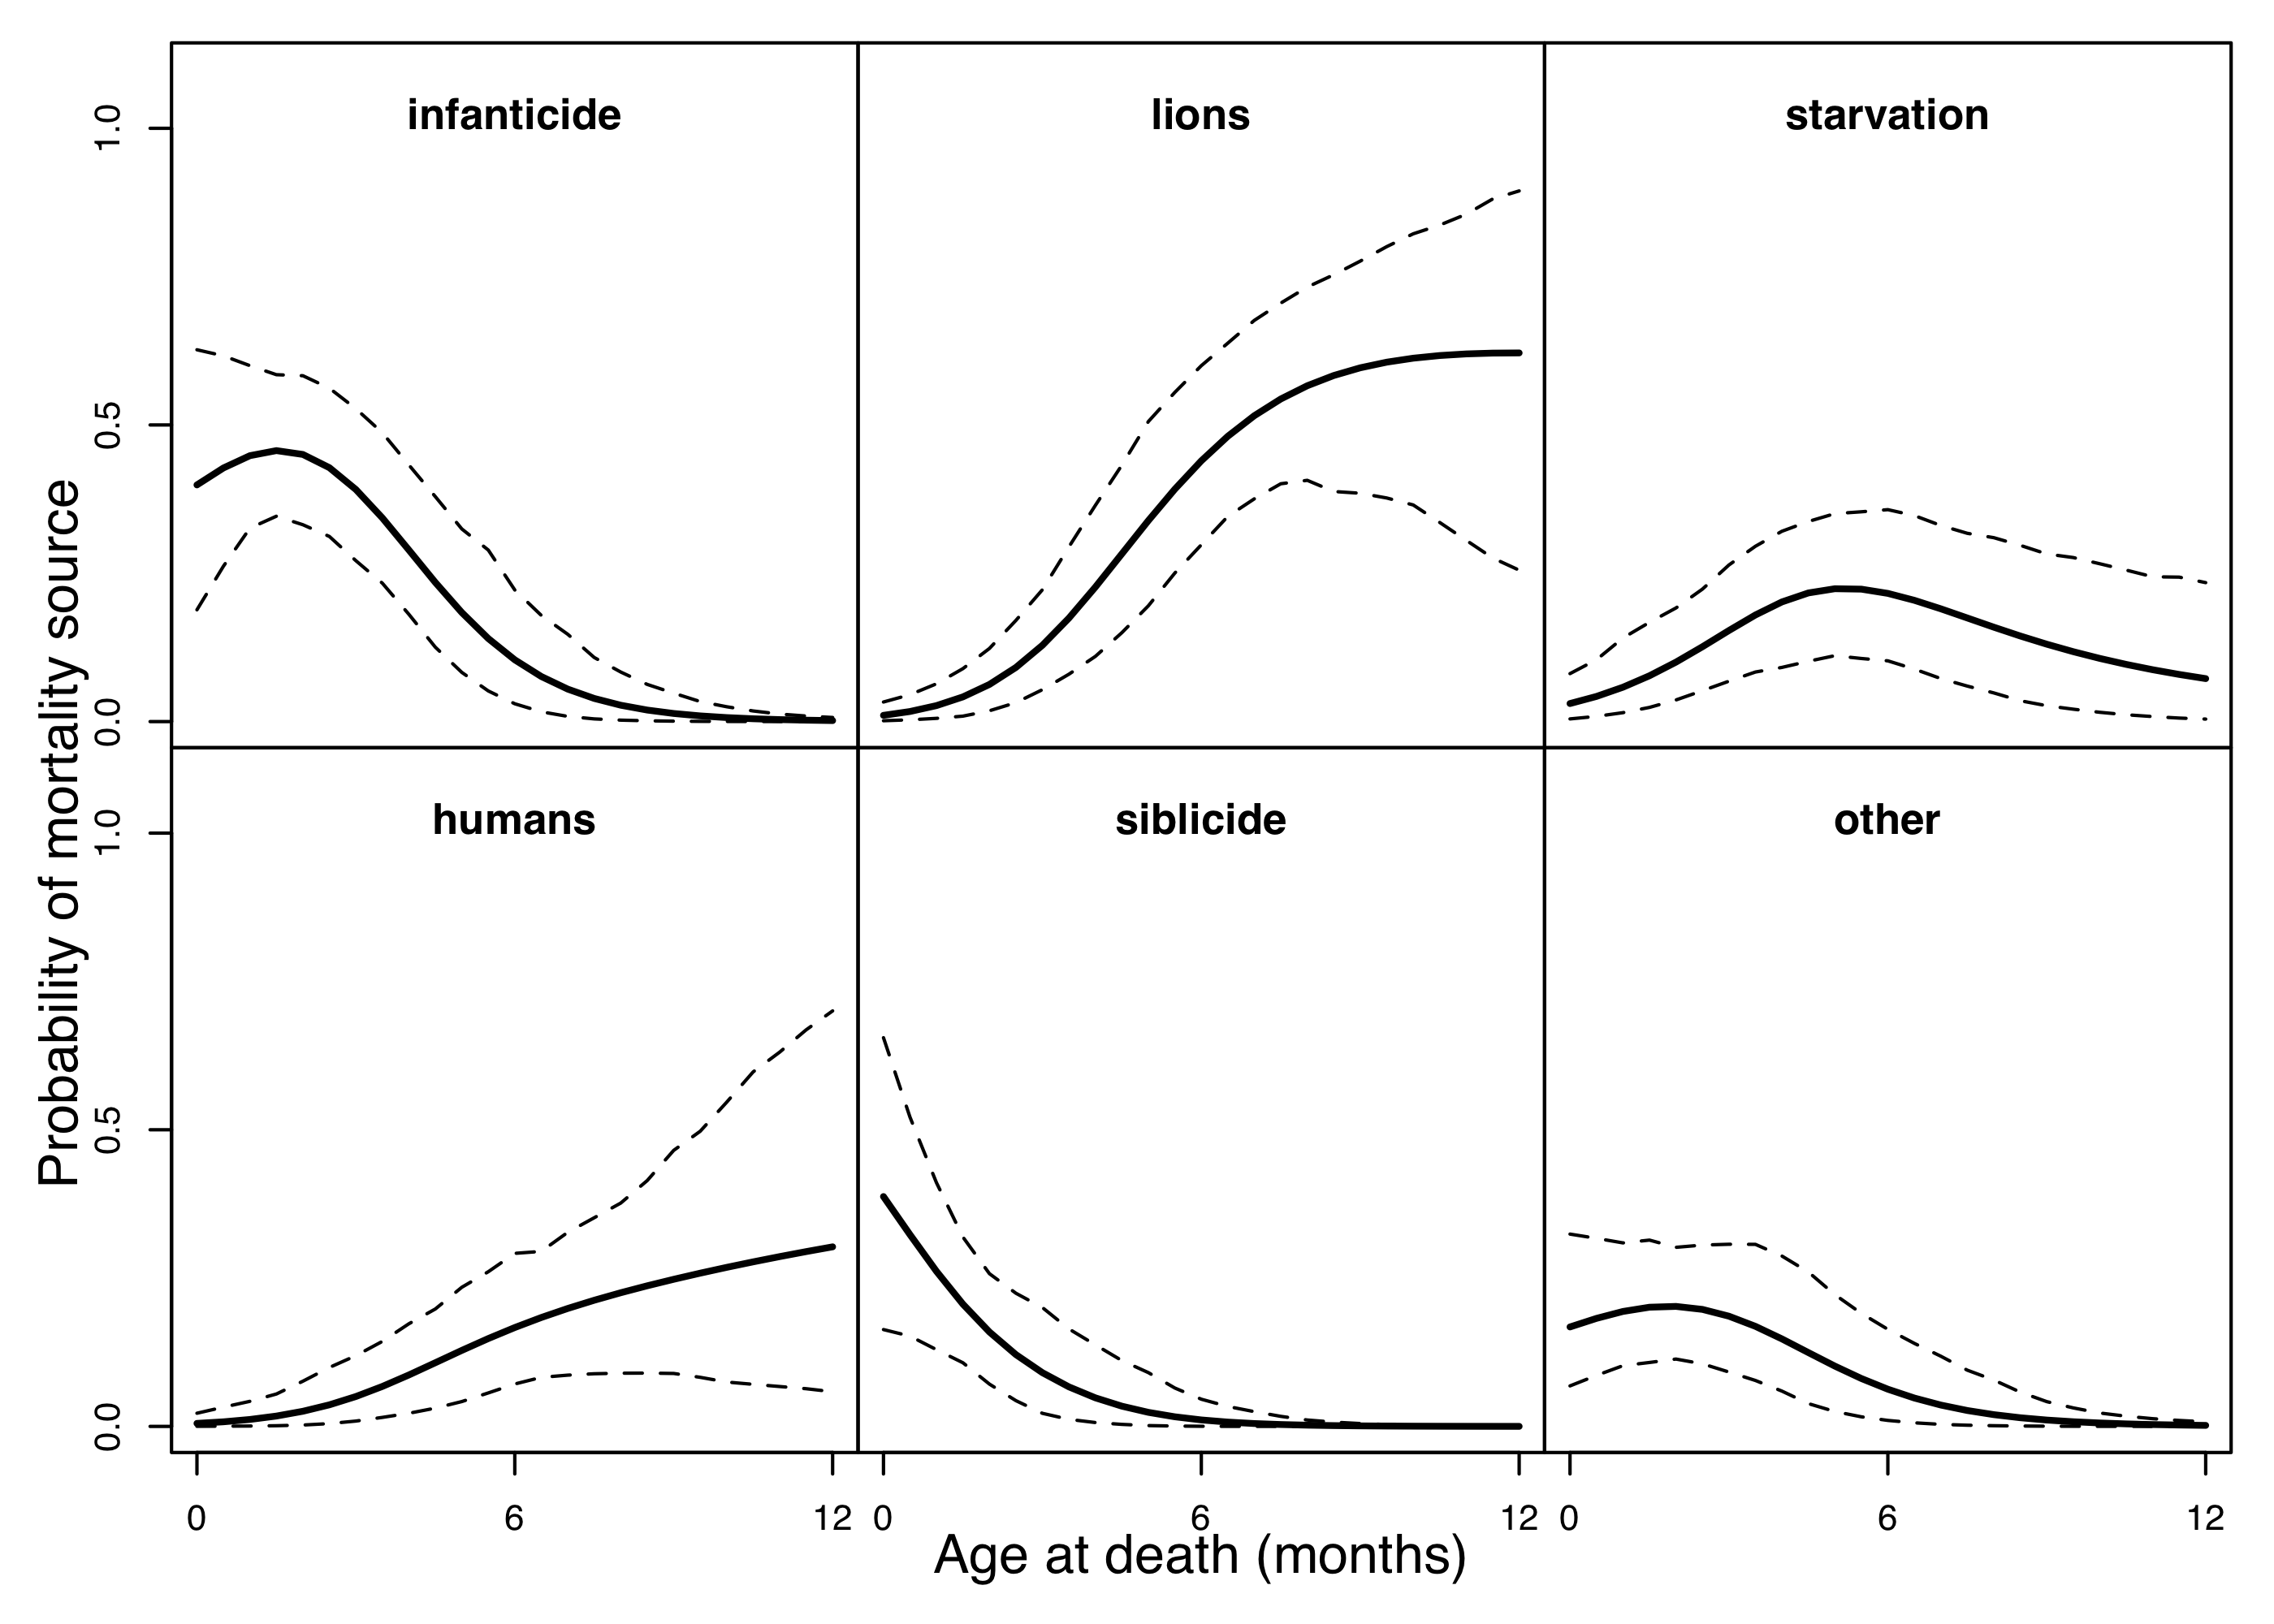 infanticide
lions
starvation
1.0
0.5
0.0
humans
siblicide
other
1.0
0.5
0.0
Probability of mortality source
0 6 12 0 6 12 0 6 12
Age at death (months)